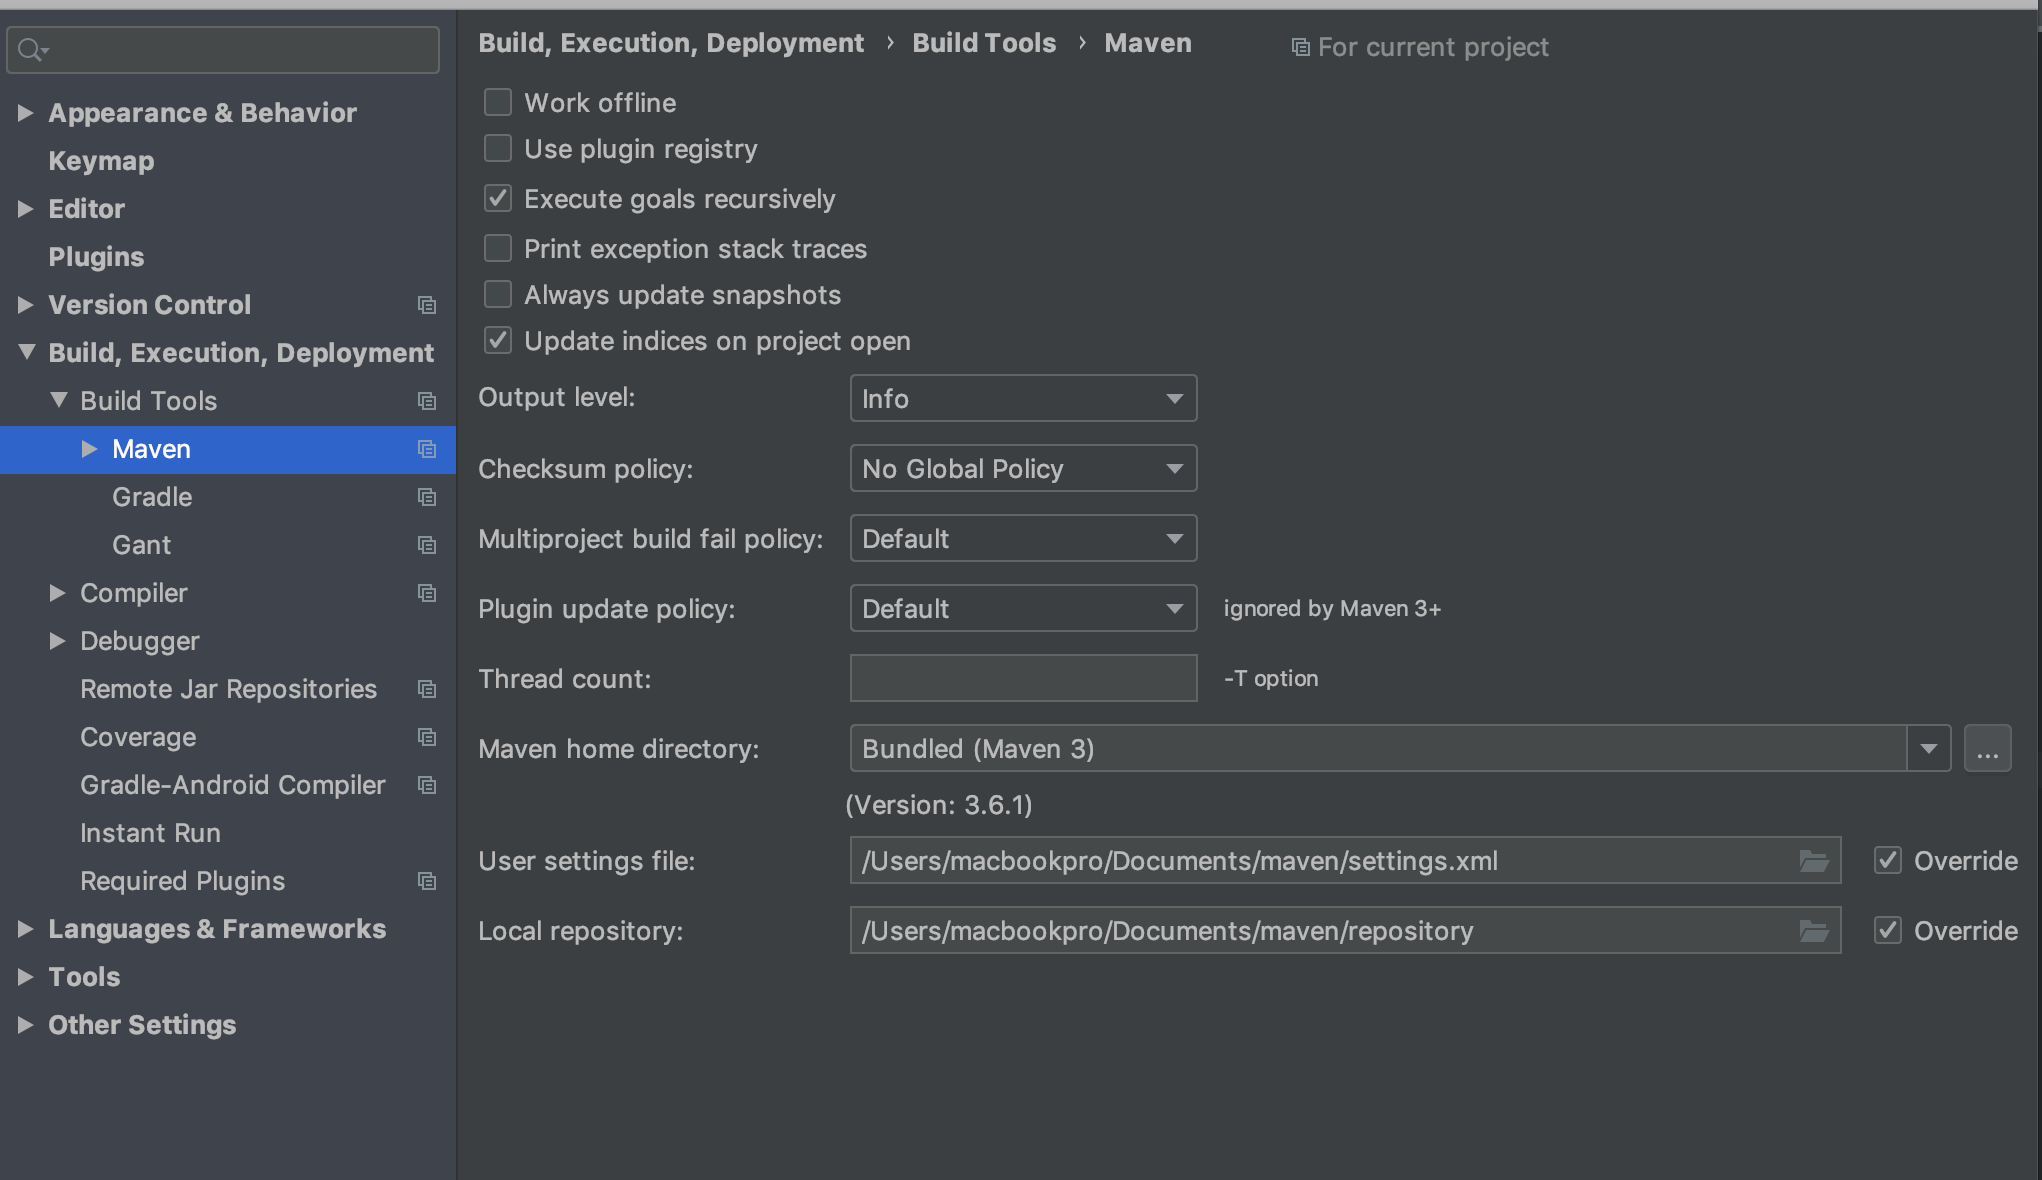 Appearance & Behavior
Keymap
Editor
Plugins
Version Control
Build, Execution, Deployment
Build Tools
Maven
Gradle
Gant
Compiler
Debugger
Remote Jar Repositories
Coverage
Gradle-Android Compiler
Instant Run
Required Plugins
Languages & Frameworks
Tools
Other Settings
Build, Execution, Deployment › Build Tools › Maven For current project
Work offline
Use plugin registry
Execute goals recursively
Print exception stack traces
Always update snapshots
Update indices on project open
Output level: Info
Checksum policy: No Global Policy
Multiproject build fail policy: Default
Plugin update policy: Default ignored by Maven 3+
Thread count: -T option
Maven home directory: Bundled (Maven 3) ...
(Version: 3.6.1)
User settings file: /Users/macbookpro/Documents/maven/settings.xml Override
Local repository: /Users/macbookpro/Documents/maven/repository Override